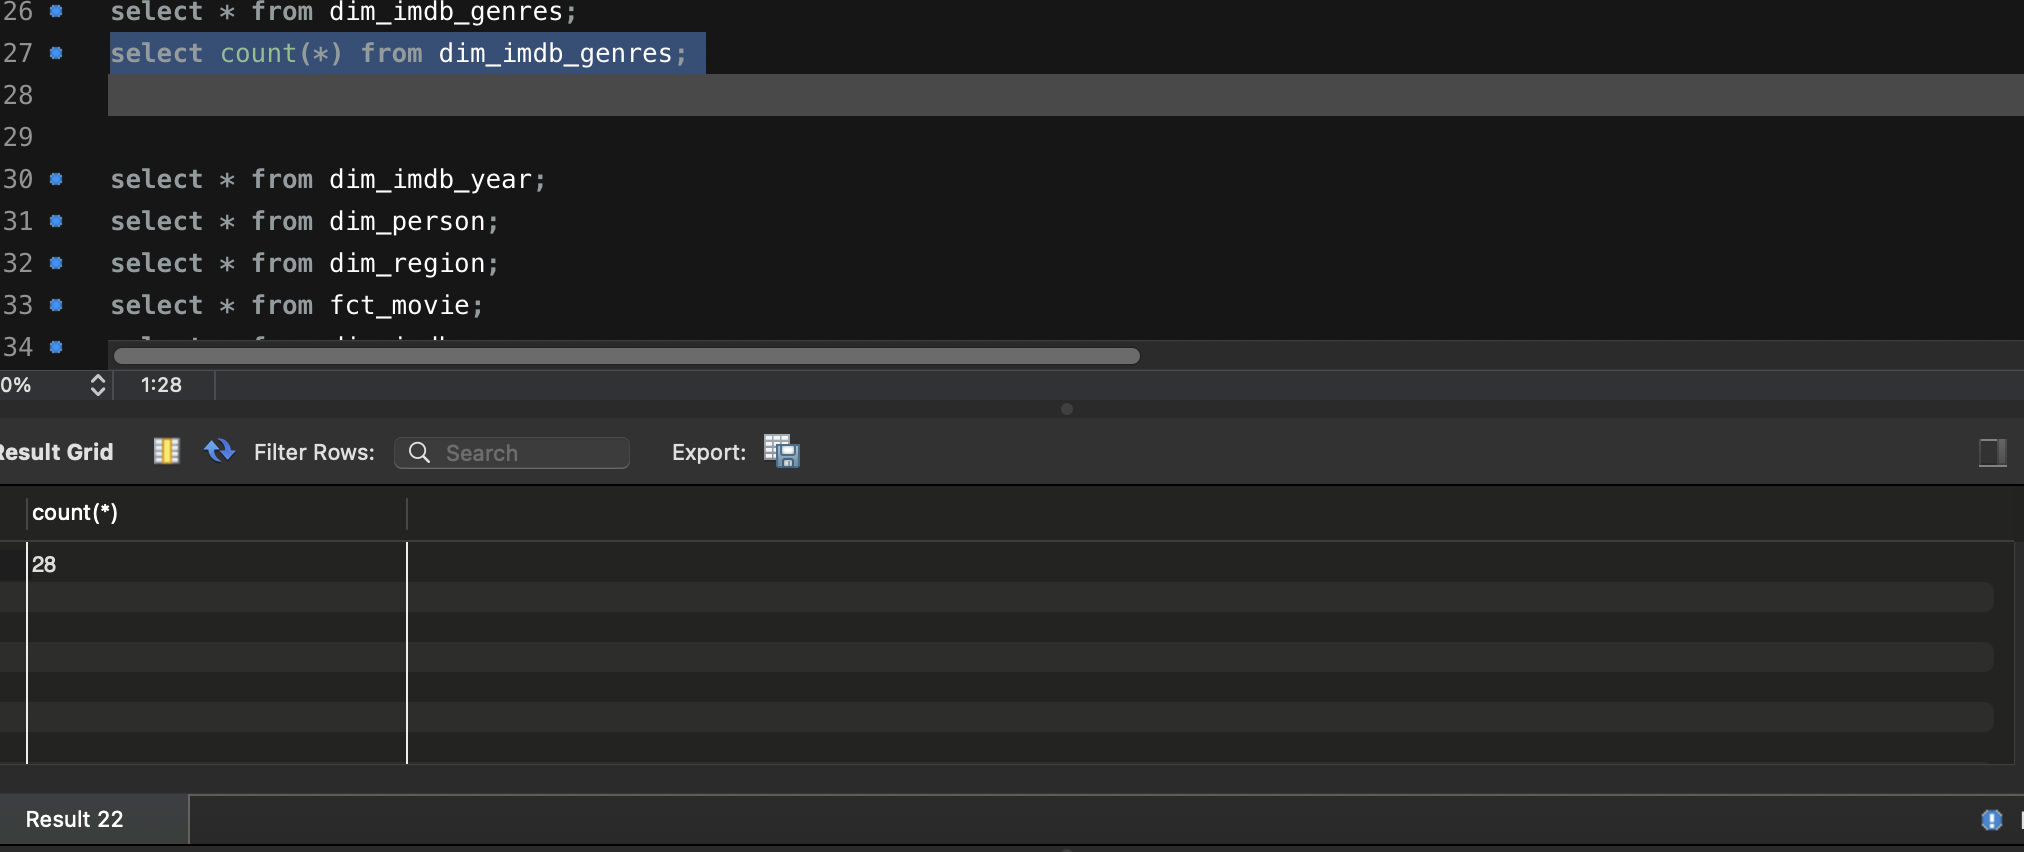 26 select * from dim_imdb_genres;
27 select count(*) from dim_imdb_genres;
28
29
30 select * from dim_imdb_year;
31 select * from dim_person;
32 select * from dim_region;
33 select * from fct_movie;
34
0% 1:28
Result Grid Filter Rows: Search Export:
count(*)
28
Result 22